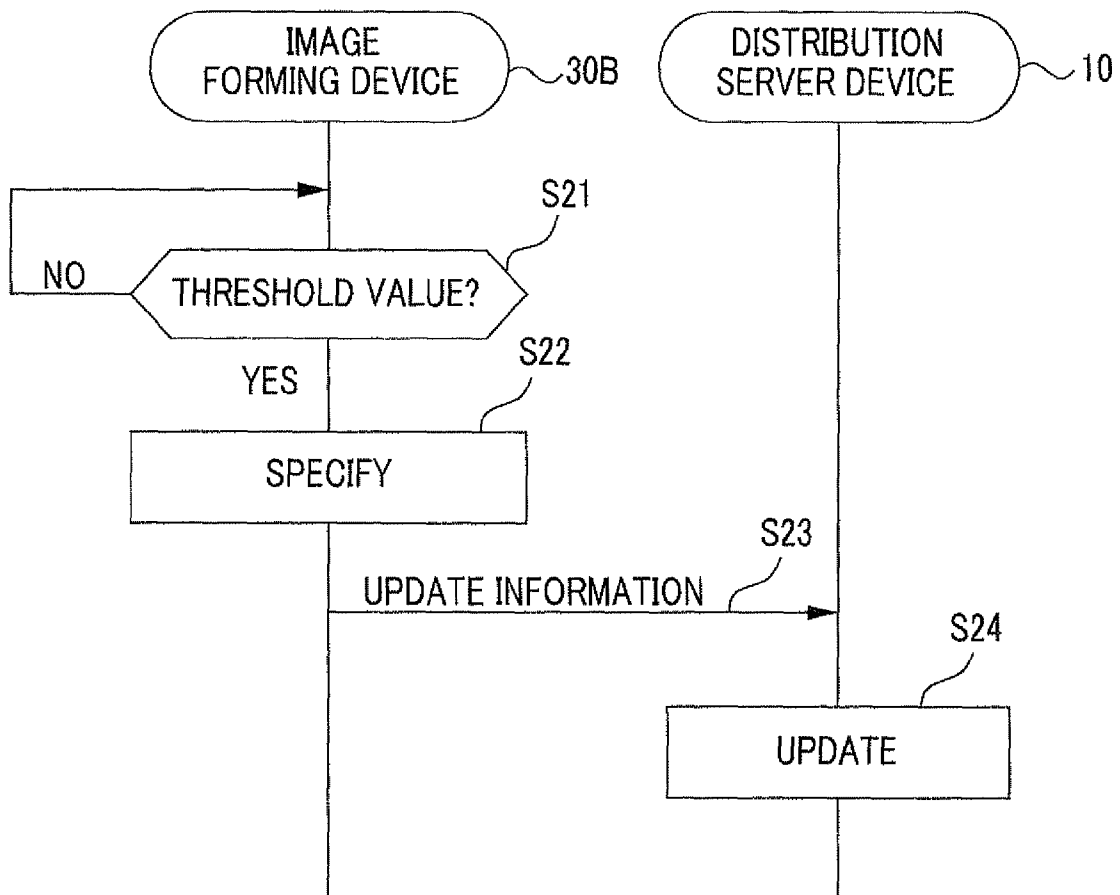 IMAGE
FORMING DEVICE
30B
DISTRIBUTION
SERVER DEVICE
10
S21
NO
THRESHOLD VALUE?
YES
S22
SPECIFY
S23
UPDATE INFORMATION
S24
UPDATE